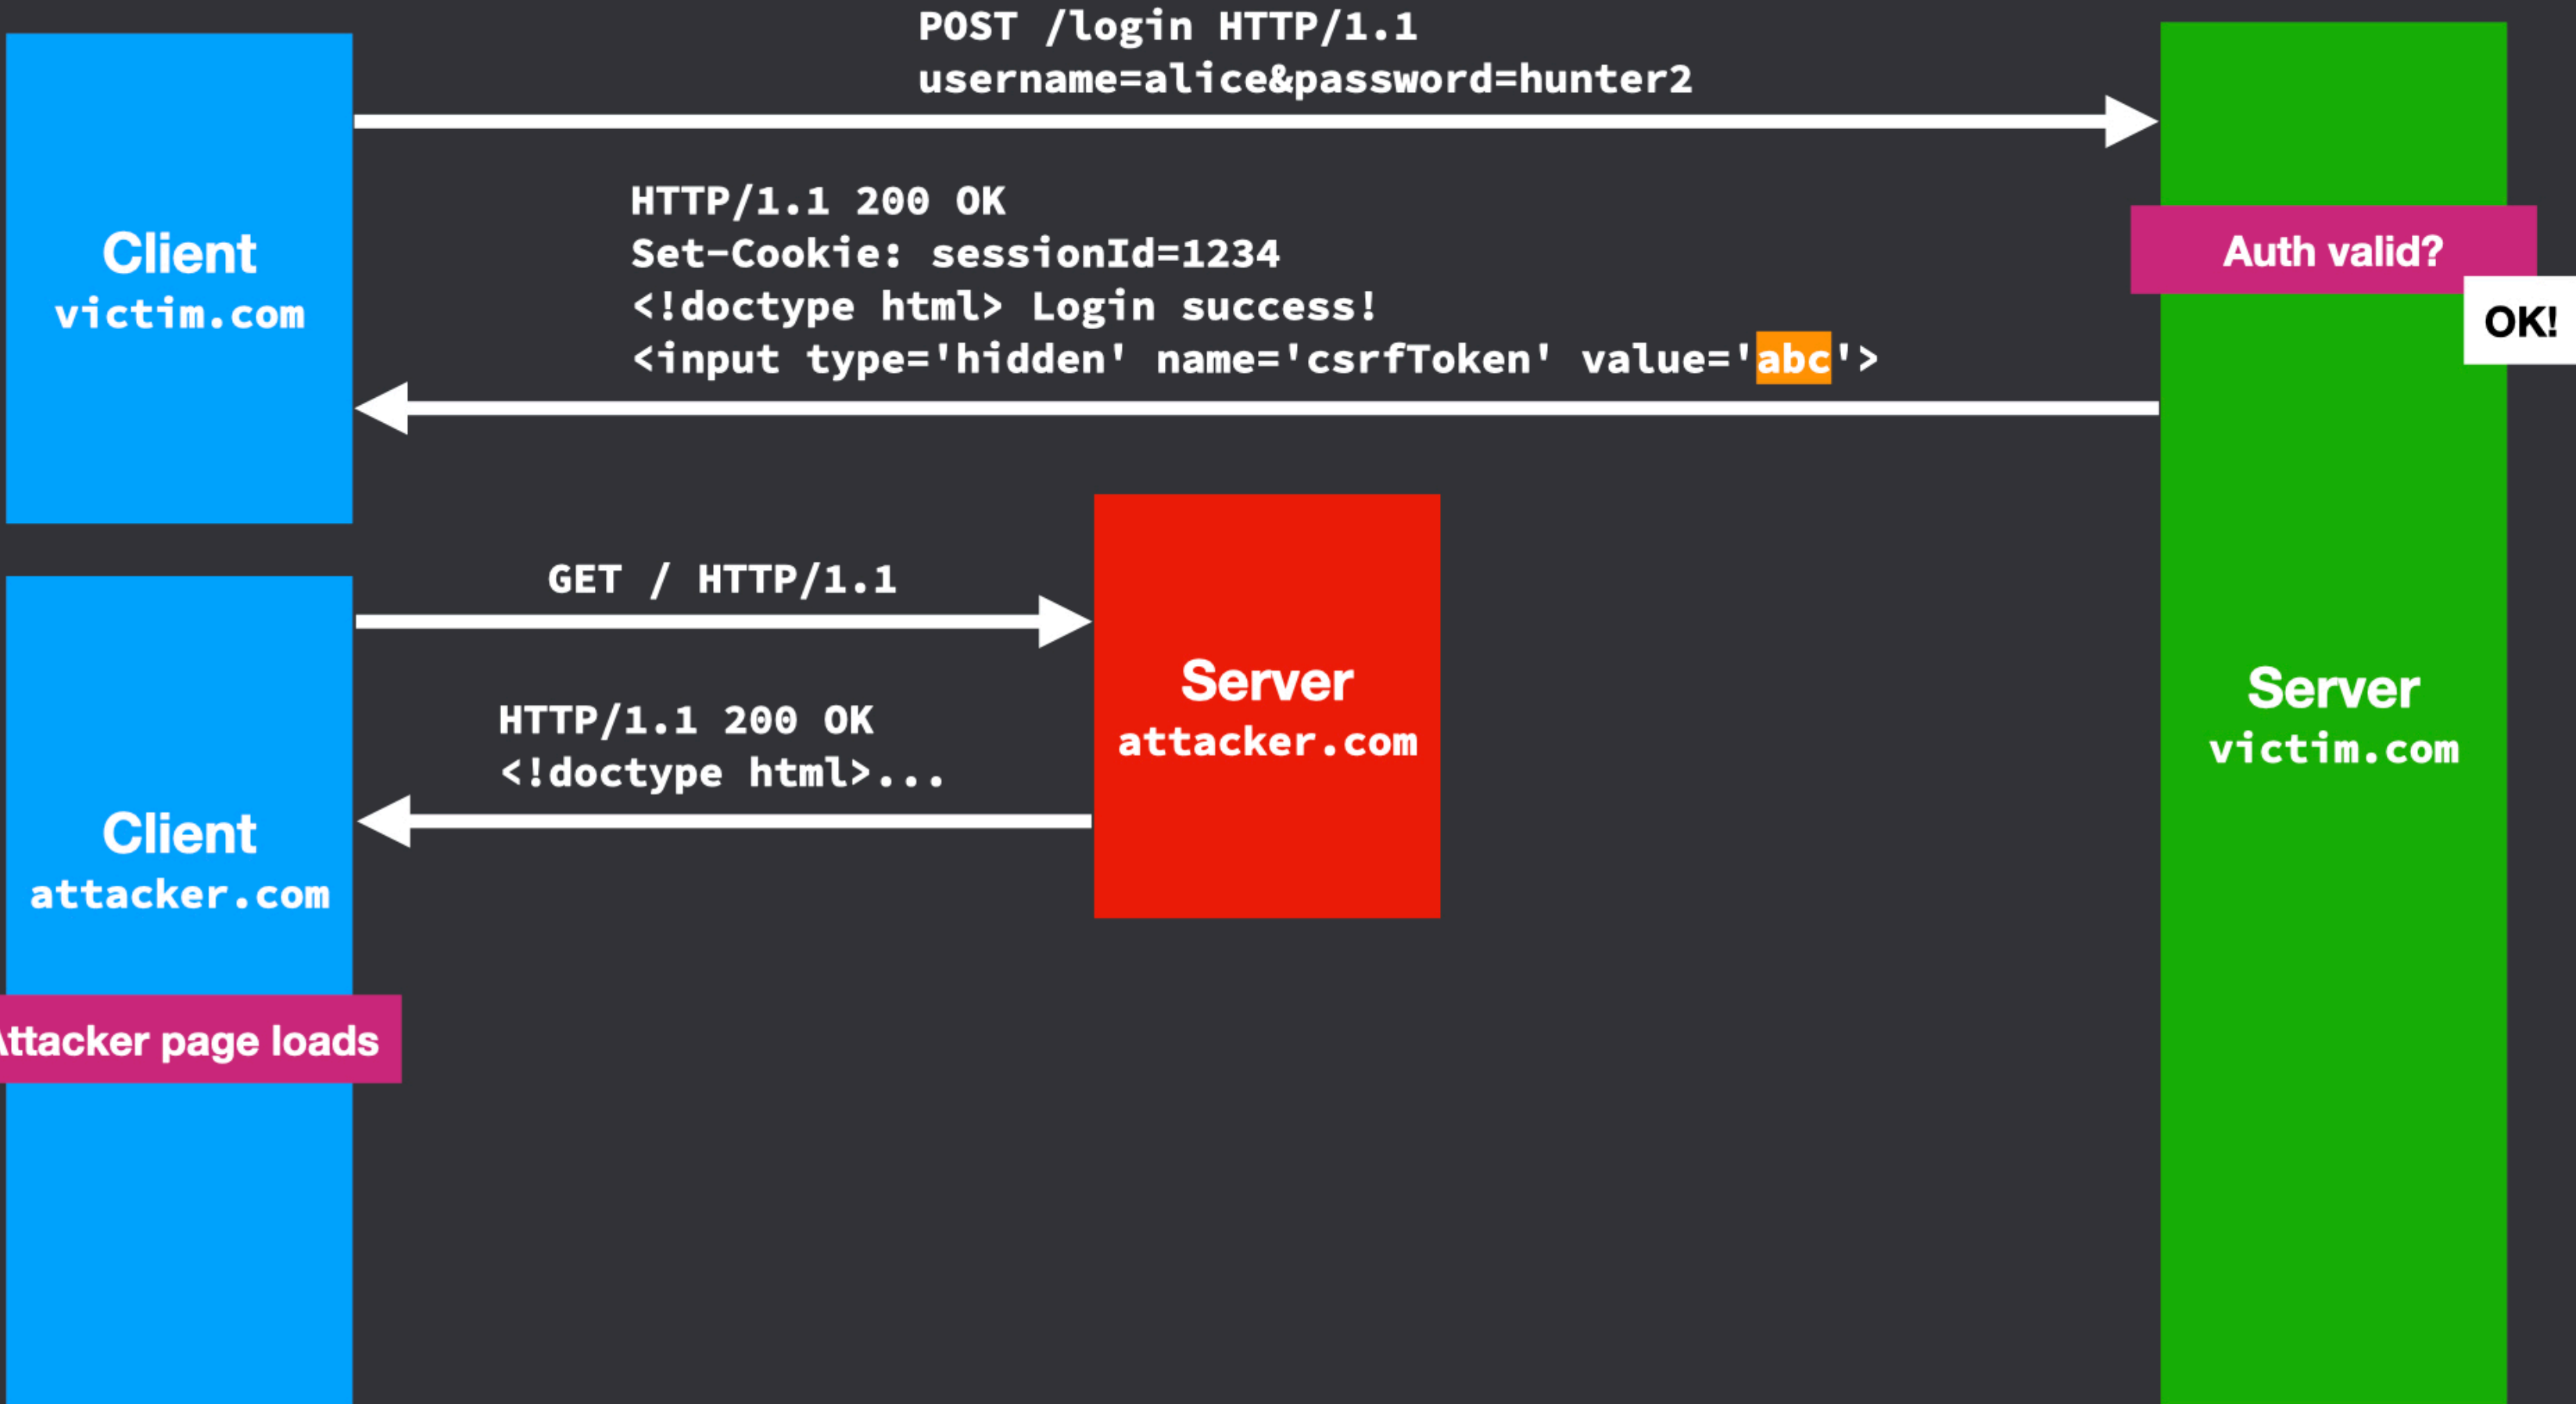 POST /login HTTP/1.1
username=alice&password=hunter2
HTTP/1.1 200 OK
Set-Cookie: sessionId=1234
<!doctype html> Login success!
<input type='hidden' name='csrfToken' value='abc'>
Client
victim.com
Auth valid?
OK!
GET / HTTP/1.1
HTTP/1.1 200 OK
<!doctype html>...
Server
attacker.com
Server
victim.com
Client
attacker.com
Attacker page loads